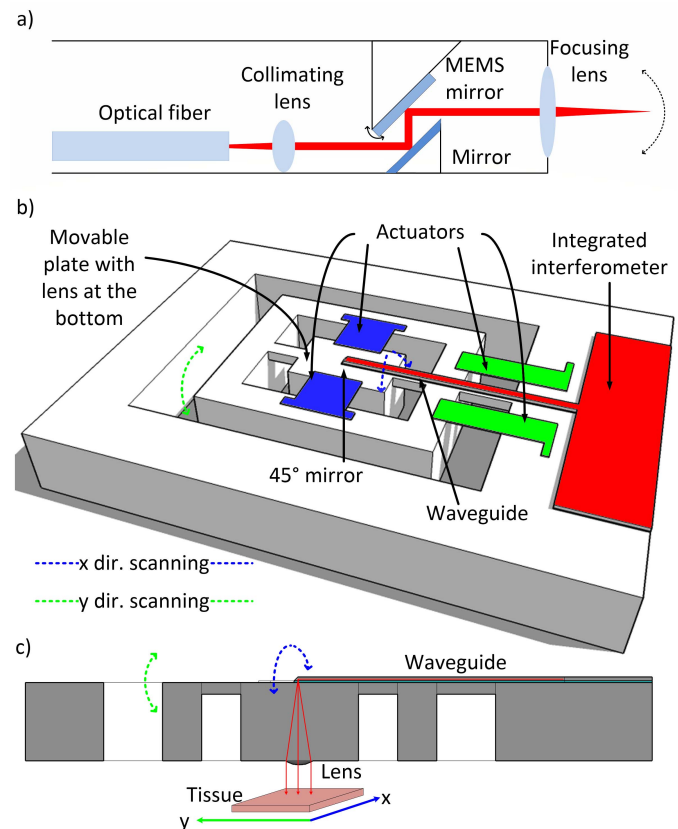 a)
Optical fiber
Collimating
lens
MEMS
mirror
Mirror
Focusing
lens
b)
Movable
plate with
lens at the
bottom
Actuators
Integrated
interferometer
45° mirror
Waveguide
x dir. scanning
y dir. scanning
c)
Waveguide
Lens
Tissue
x
y